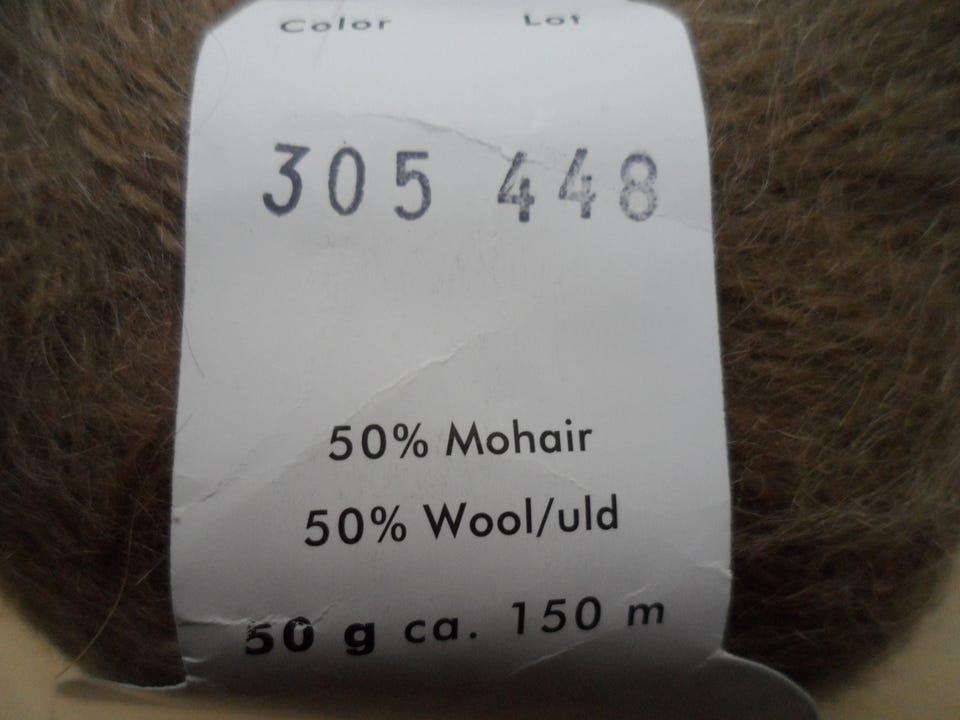 Color Lot
305 448
50% Mohair
50% Wool/uld
50 g ca. 150 m